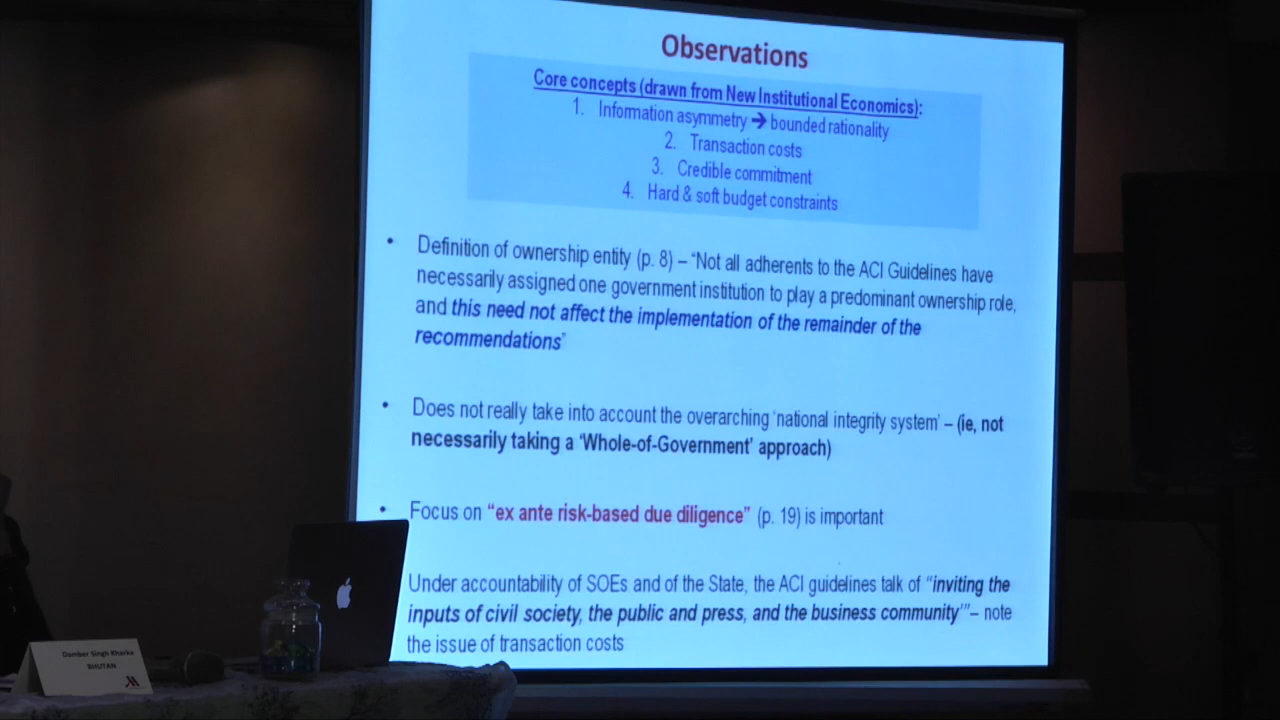 Observations
Core concepts (drawn from New Institutional Economics):
1. Information asymmetry ➔ bounded rationality
2. Transaction costs
3. Credible commitment
4. Hard & soft budget constraints
• Definition of ownership entity (p. 8) – “Not all adherents to the ACI Guidelines have
necessarily assigned one government institution to play a predominant ownership role,
and this need not affect the implementation of the remainder of the
recommendations”
• Does not really take into account the overarching ‘national integrity system’ – (ie, not
necessarily taking a ‘Whole-of-Government’ approach)
• Focus on “ex ante risk-based due diligence” (p. 19) is important
Under accountability of SOEs and of the State, the ACI guidelines talk of “inviting the
inputs of civil society, the public and press, and the business community’”– note
the issue of transaction costs
Damber Singh Kharka
BHUTAN